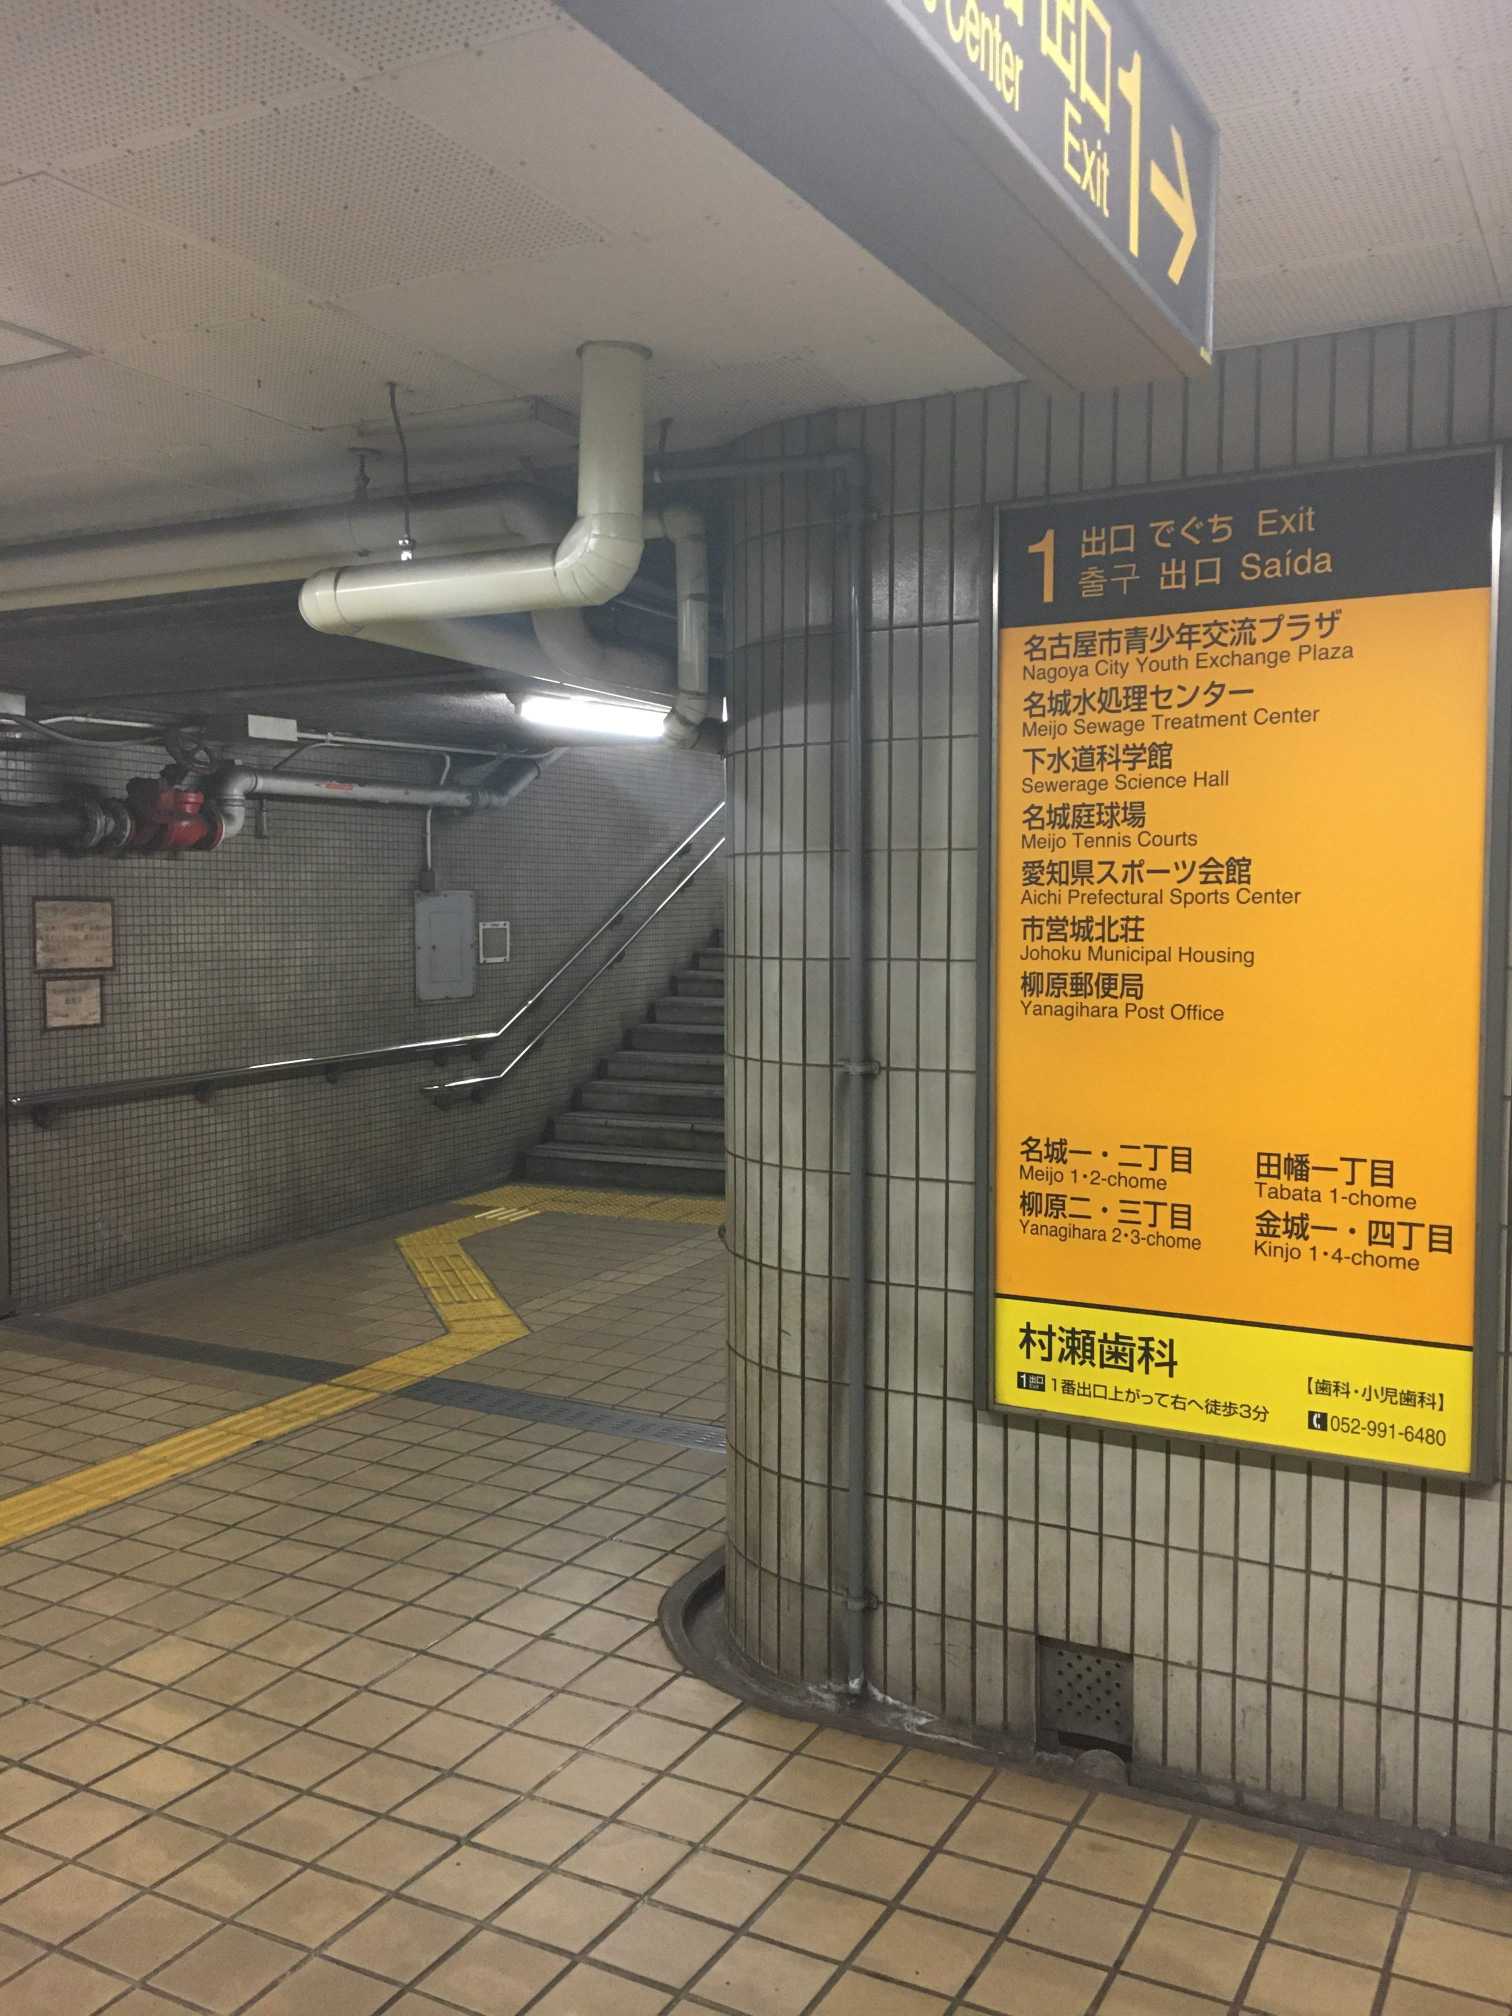 Center
出口
Exit
1
1 出口 でぐち Exit
출구 出口 Saída
名古屋市青少年交流プラザ
Nagoya City Youth Exchange Plaza
名城水処理センター
Meijo Sewage Treatment Center
下水道科学館
Sewerage Science Hall
名城庭球場
Meijo Tennis Courts
愛知県スポーツ会館
Aichi Prefectural Sports Center
市営城北荘
Johoku Municipal Housing
柳原郵便局
Yanagihara Post Office
名城一・二丁目
Meijo 1・2-chome
柳原二・三丁目
Yanagihara 2・3-chome
田幡一丁目
Tabata 1-chome
金城一・四丁目
Kinjo 1・4-chome
村瀬歯科
1出口 1番出口上がって右へ徒歩3分
【歯科・小児歯科】
052-991-6480